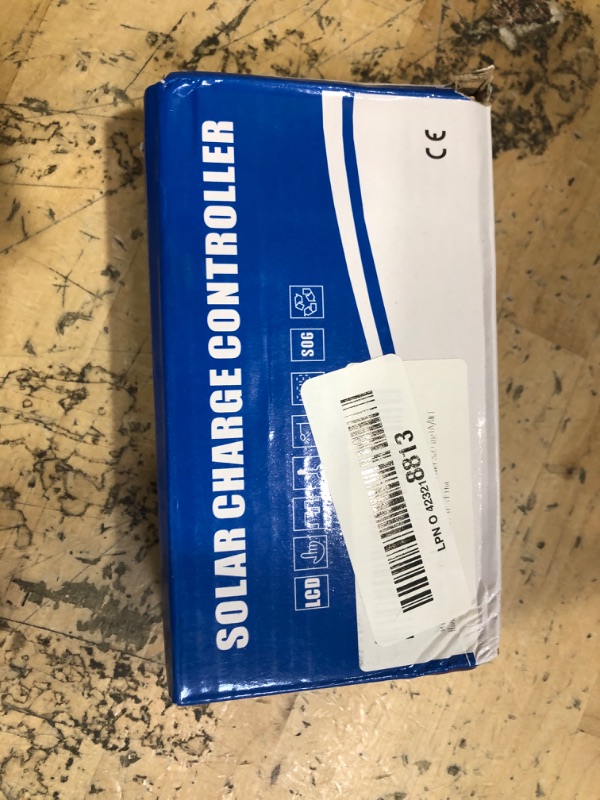 SOLAR CHARGE CONTROLLER
LCD
SOG
CE
LPN O 42321
8813